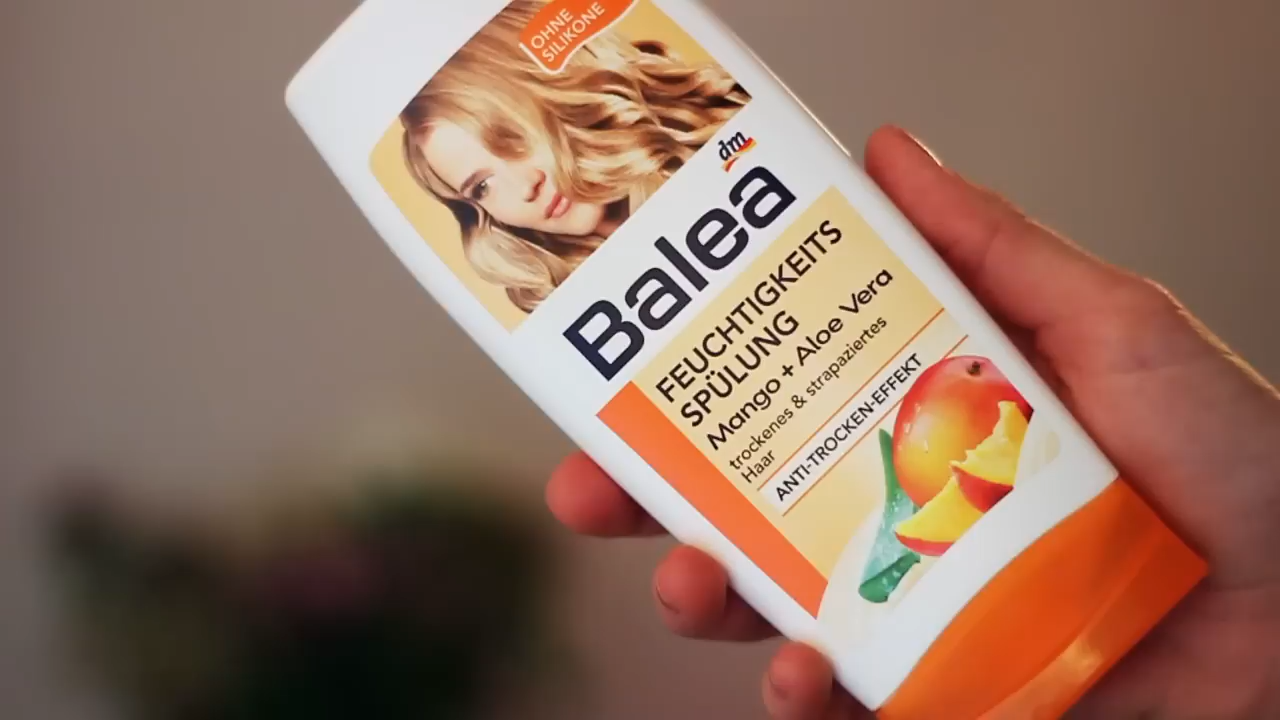 OHNE
SILIKONE
dm
Balea
FEUCHTIGKEITS
SPÜLUNG
Mango + Aloe Vera
trockenes & strapaziertes
Haar
ANTI-TROCKEN-EFFEKT